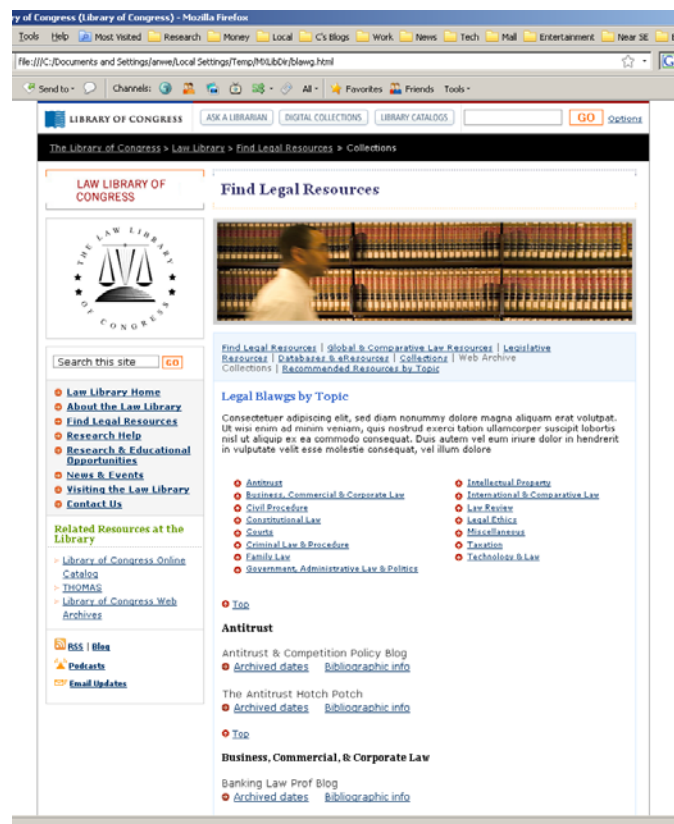 y of Congress (Library of Congress) - Mozilla Firefox
Tools Help Most Visited Research Money Local C's Blogs Work News Tech Mail Entertainment Near SE
file:///C:/Documents and Settings/anwe/Local Settings/Temp/MXLibDir/blawg.html
Send to Channels: All Favorites Friends Tools
LIBRARY OF CONGRESS ASK A LIBRARIAN DIGITAL COLLECTIONS LIBRARY CATALOGS GO Options
The Library of Congress > Law Library > Find Legal Resources > Collections
LAW LIBRARY OF
CONGRESS
Find Legal Resources
THE LAW LIBRARY
OF CONGRESS
Search this site GO
Law Library Home
About the Law Library
Find Legal Resources
Research Help
Research & Educational
Opportunities
News & Events
Visiting the Law Library
Contact Us
Related Resources at the
Library
Library of Congress Online
Catalog
THOMAS
Library of Congress Web
Archives
RSS | Blog
Podcasts
Email Updates
Find Legal Resources | Global & Comparative Law Resources | Legislative
Resources | Databases & eResources | Collections | Web Archive
Collections | Recommended Resources by Topic
Legal Blawgs by Topic
Consectetuer adipiscing elit, sed diam nonummy dolore magna aliquam erat volutpat.
Ut wisi enim ad minim veniam, quis nostrud exerci tation ullamcorper suscipit lobortis
nisl ut aliquip ex ea commodo consequat. Duis autem vel eum iriure dolor in hendrerit
in vulputate velit esse molestie consequat, vel illum dolore
Antitrust
Business, Commercial & Corporate Law
Civil Procedure
Constitutional Law
Courts
Criminal Law & Procedure
Family Law
Government, Administrative Law & Politics
Intellectual Property
International & Comparative Law
Law Review
Legal Ethics
Miscellaneous
Taxation
Technology & Law
Top
Antitrust
Antitrust & Competition Policy Blog
Archived dates Bibliographic info
The Antitrust Hotch Potch
Archived dates Bibliographic info
Top
Business, Commercial, & Corporate Law
Banking Law Prof Blog
Archived dates Bibliographic info